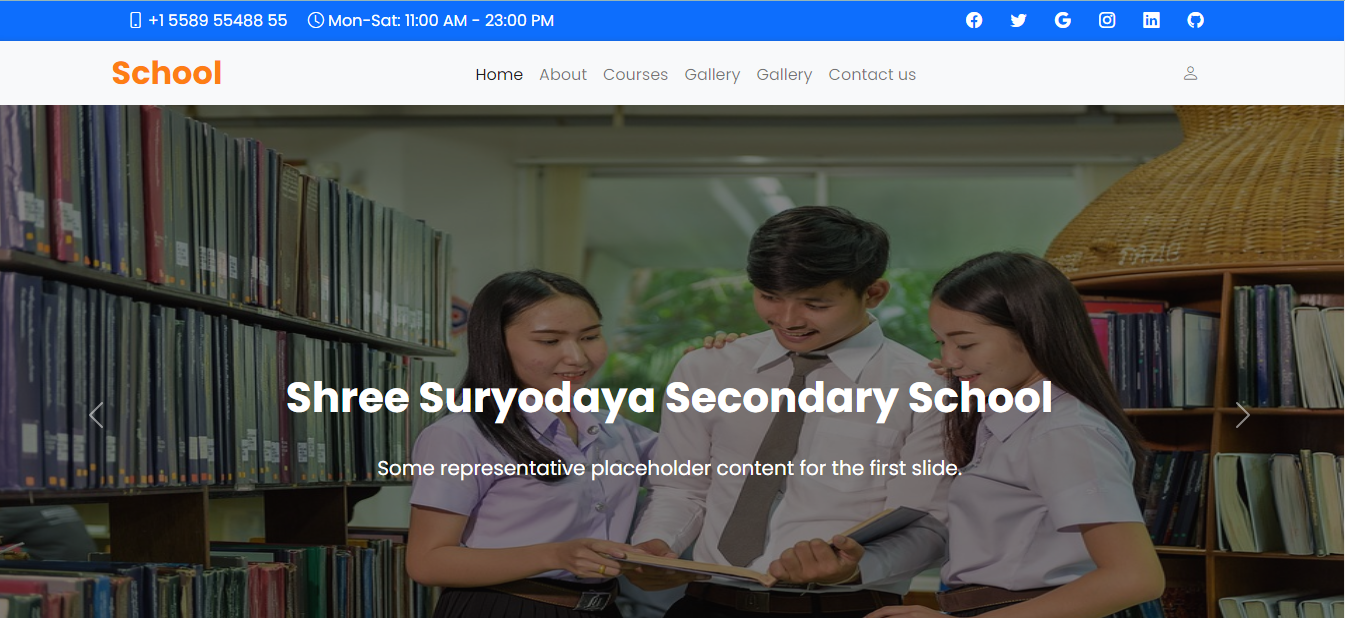 +1 5589 55488 55 Mon-Sat: 11:00 AM - 23:00 PM
School Home About Courses Gallery Gallery Contact us
Shree Suryodaya Secondary School
Some representative placeholder content for the first slide.